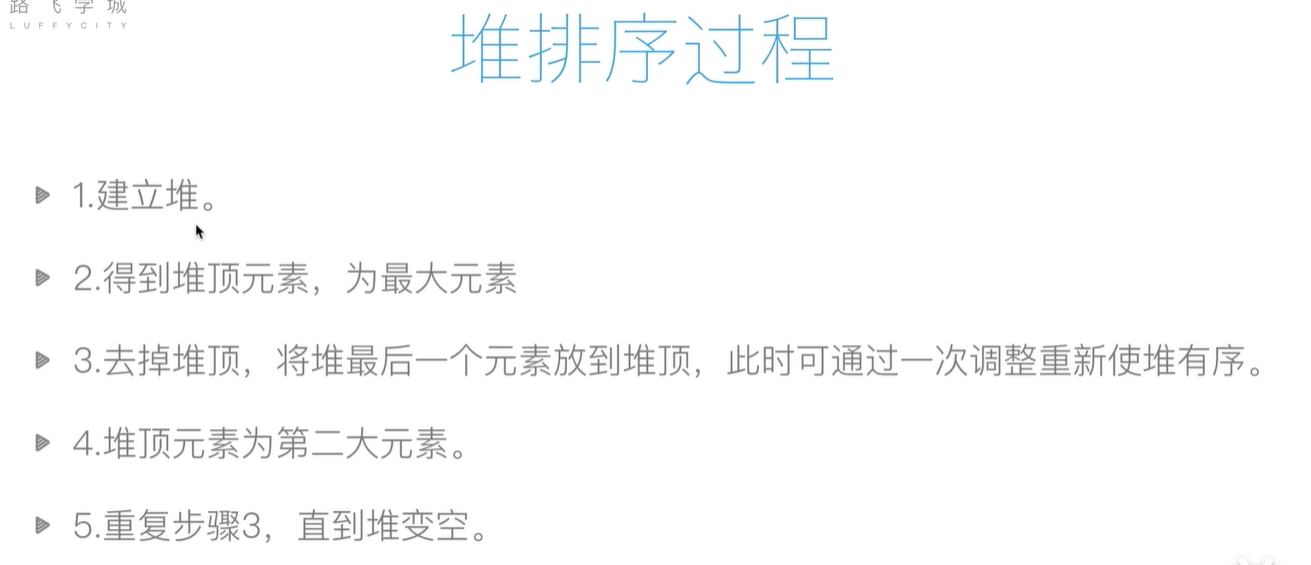 路飞学城
LUFFYCITY
堆排序过程
1.建立堆。
2.得到堆顶元素，为最大元素
3.去掉堆顶，将堆最后一个元素放到堆顶，此时可通过一次调整重新使堆有序。
4.堆顶元素为第二大元素。
5.重复步骤3，直到堆变空。